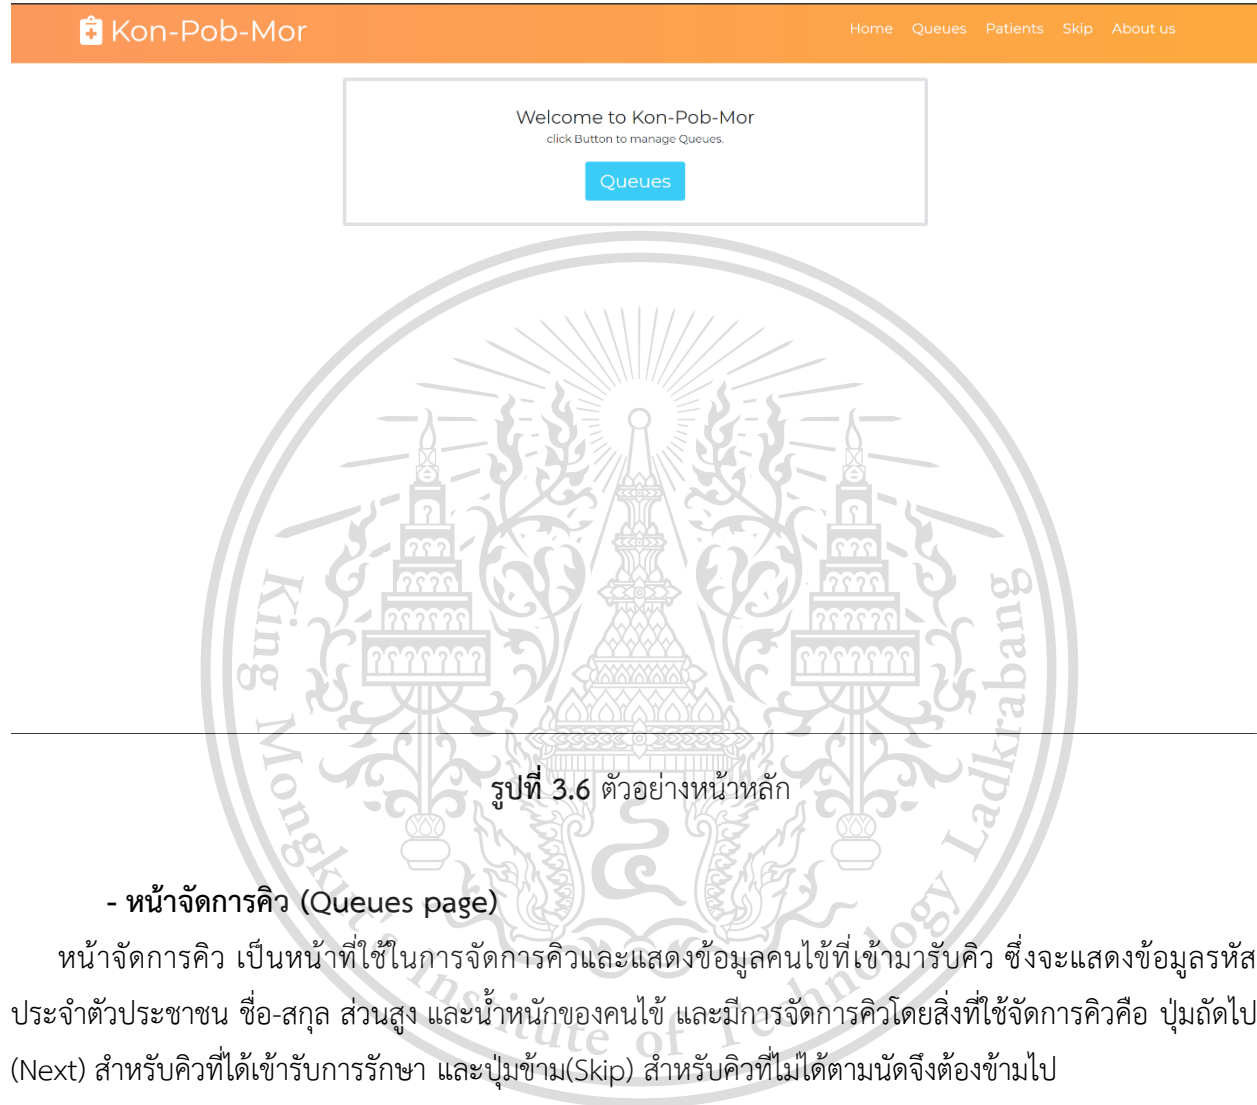 Kon-Pob-Mor
Home Queues Patients Skip About us
Welcome to Kon-Pob-Mor
click Button to manage Queues.
Queues
King Mongkut's Institute of Technology Ladkrabang
รูปที่ 3.6 ตัวอย่างหน้าหลัก
- หน้าจัดการคิว (Queues page)
หน้าจัดการคิว เป็นหน้าที่ใช้ในการจัดการคิวและแสดงข้อมูลคนไข้ที่เข้ามารับคิว ซึ่งจะแสดงข้อมูลรหัส
ประจำตัวประชาชน ชื่อ-สกุล ส่วนสูง และน้ำหนักของคนไข้ และมีการจัดการคิวโดยสิ่งที่ใช้จัดการคิวคือ ปุ่มถัดไป
(Next) สำหรับคิวที่ได้เข้ารับการรักษา และปุ่มข้าม(Skip) สำหรับคิวที่ไม่ได้ตามนัดจึงต้องข้ามไป